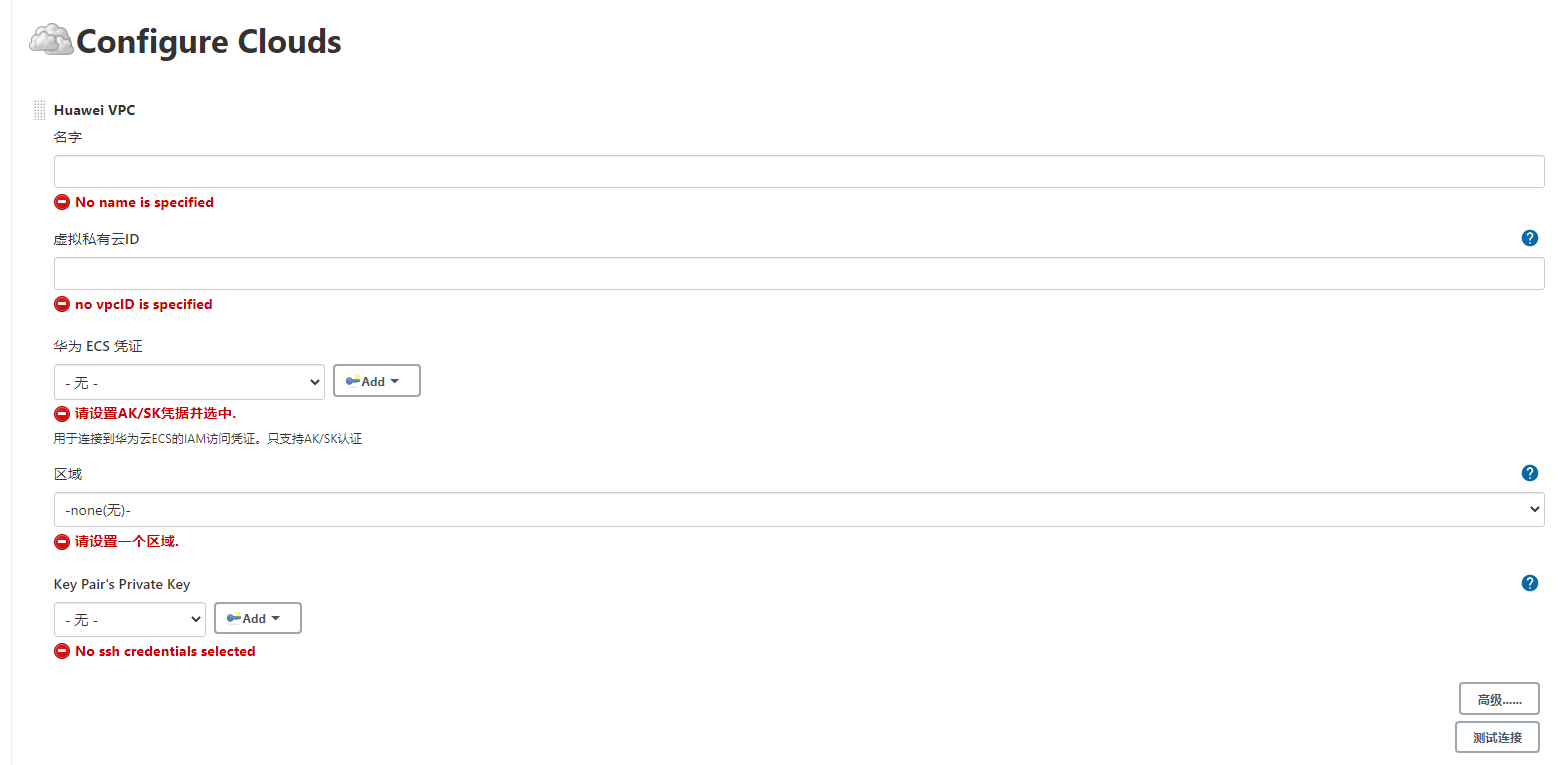 Configure Clouds
Huawei VPC
名字
No name is specified
虚拟私有云ID
?
no vpcID is specified
华为 ECS 凭证
- 无 -
Add
请设置AK/SK凭据并选中.
用于连接到华为云ECS的IAM访问凭证。只支持AK/SK认证
区域
?
-none(无)-
请设置一个区域.
Key Pair's Private Key
?
- 无 -
Add
No ssh credentials selected
高级......
测试连接